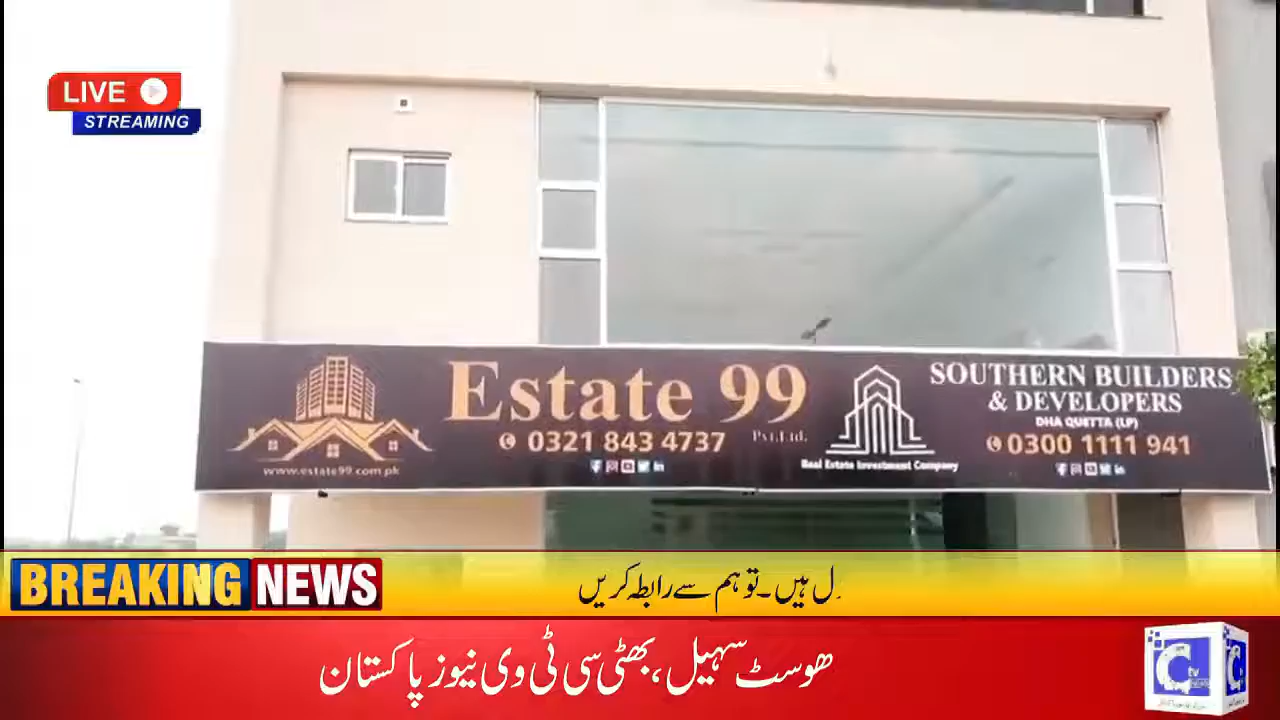 LIVE
STREAMING
Estate 99
Pvt.Ltd.
0321 843 4737
www.estate99.com.pk
SOUTHERN BUILDERS
& DEVELOPERS
DHA QUETTA (LP)
0300 1111 941
Real Estate Investment Company
BREAKING NEWS
ل ہیں۔ تو ہم سے رابطہ کریں
ھوسٹ سہیل، بھٹی سی ٹی وی نیوز پاکستان
C tv